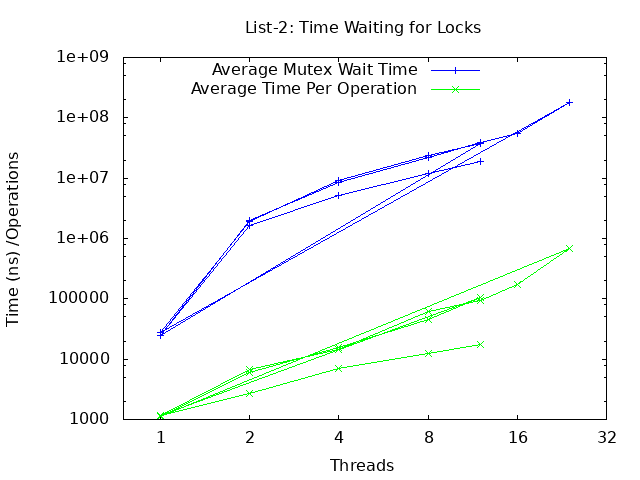 List-2: Time Waiting for Locks
Average Mutex Wait Time
Average Time Per Operation
Time (ns) /Operations
1e+09
1e+08
1e+07
1e+06
100000
10000
1000
1 2 4 8 16 32
Threads